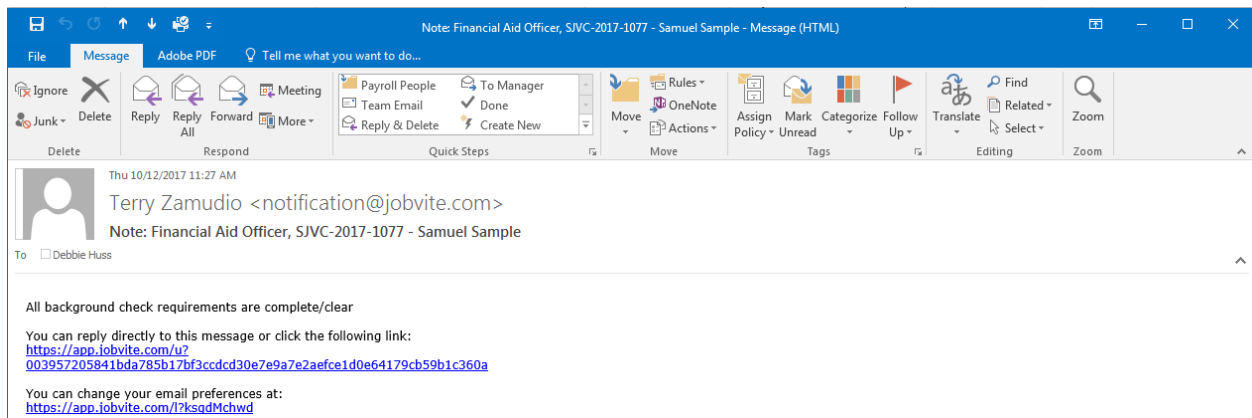 Note: Financial Aid Officer, SJVC-2017-1077 - Samuel Sample - Message (HTML)
File Message Adobe PDF Tell me what you want to do...
Ignore
Junk
Delete
Reply
Reply All
Forward
Meeting
More
Payroll People
To Manager
Team Email
Done
Reply & Delete
Create New
Move
Rules
OneNote
Actions
Assign Policy
Mark Unread
Categorize
Follow Up
Translate
Find
Related
Select
Zoom
Delete Respond Quick Steps Move Tags Editing Zoom
Thu 10/12/2017 11:27 AM
Terry Zamudio <notification@jobvite.com>
Note: Financial Aid Officer, SJVC-2017-1077 - Samuel Sample
To Debbie Huss
All background check requirements are complete/clear
You can reply directly to this message or click the following link:
https://app.jobvite.com/u?
003957205841bda785b17bf3ccdcd30e7e9a7e2aefce1d0e64179cb59b1c360a
You can change your email preferences at:
https://app.jobvite.com/l?ksqdMchwd